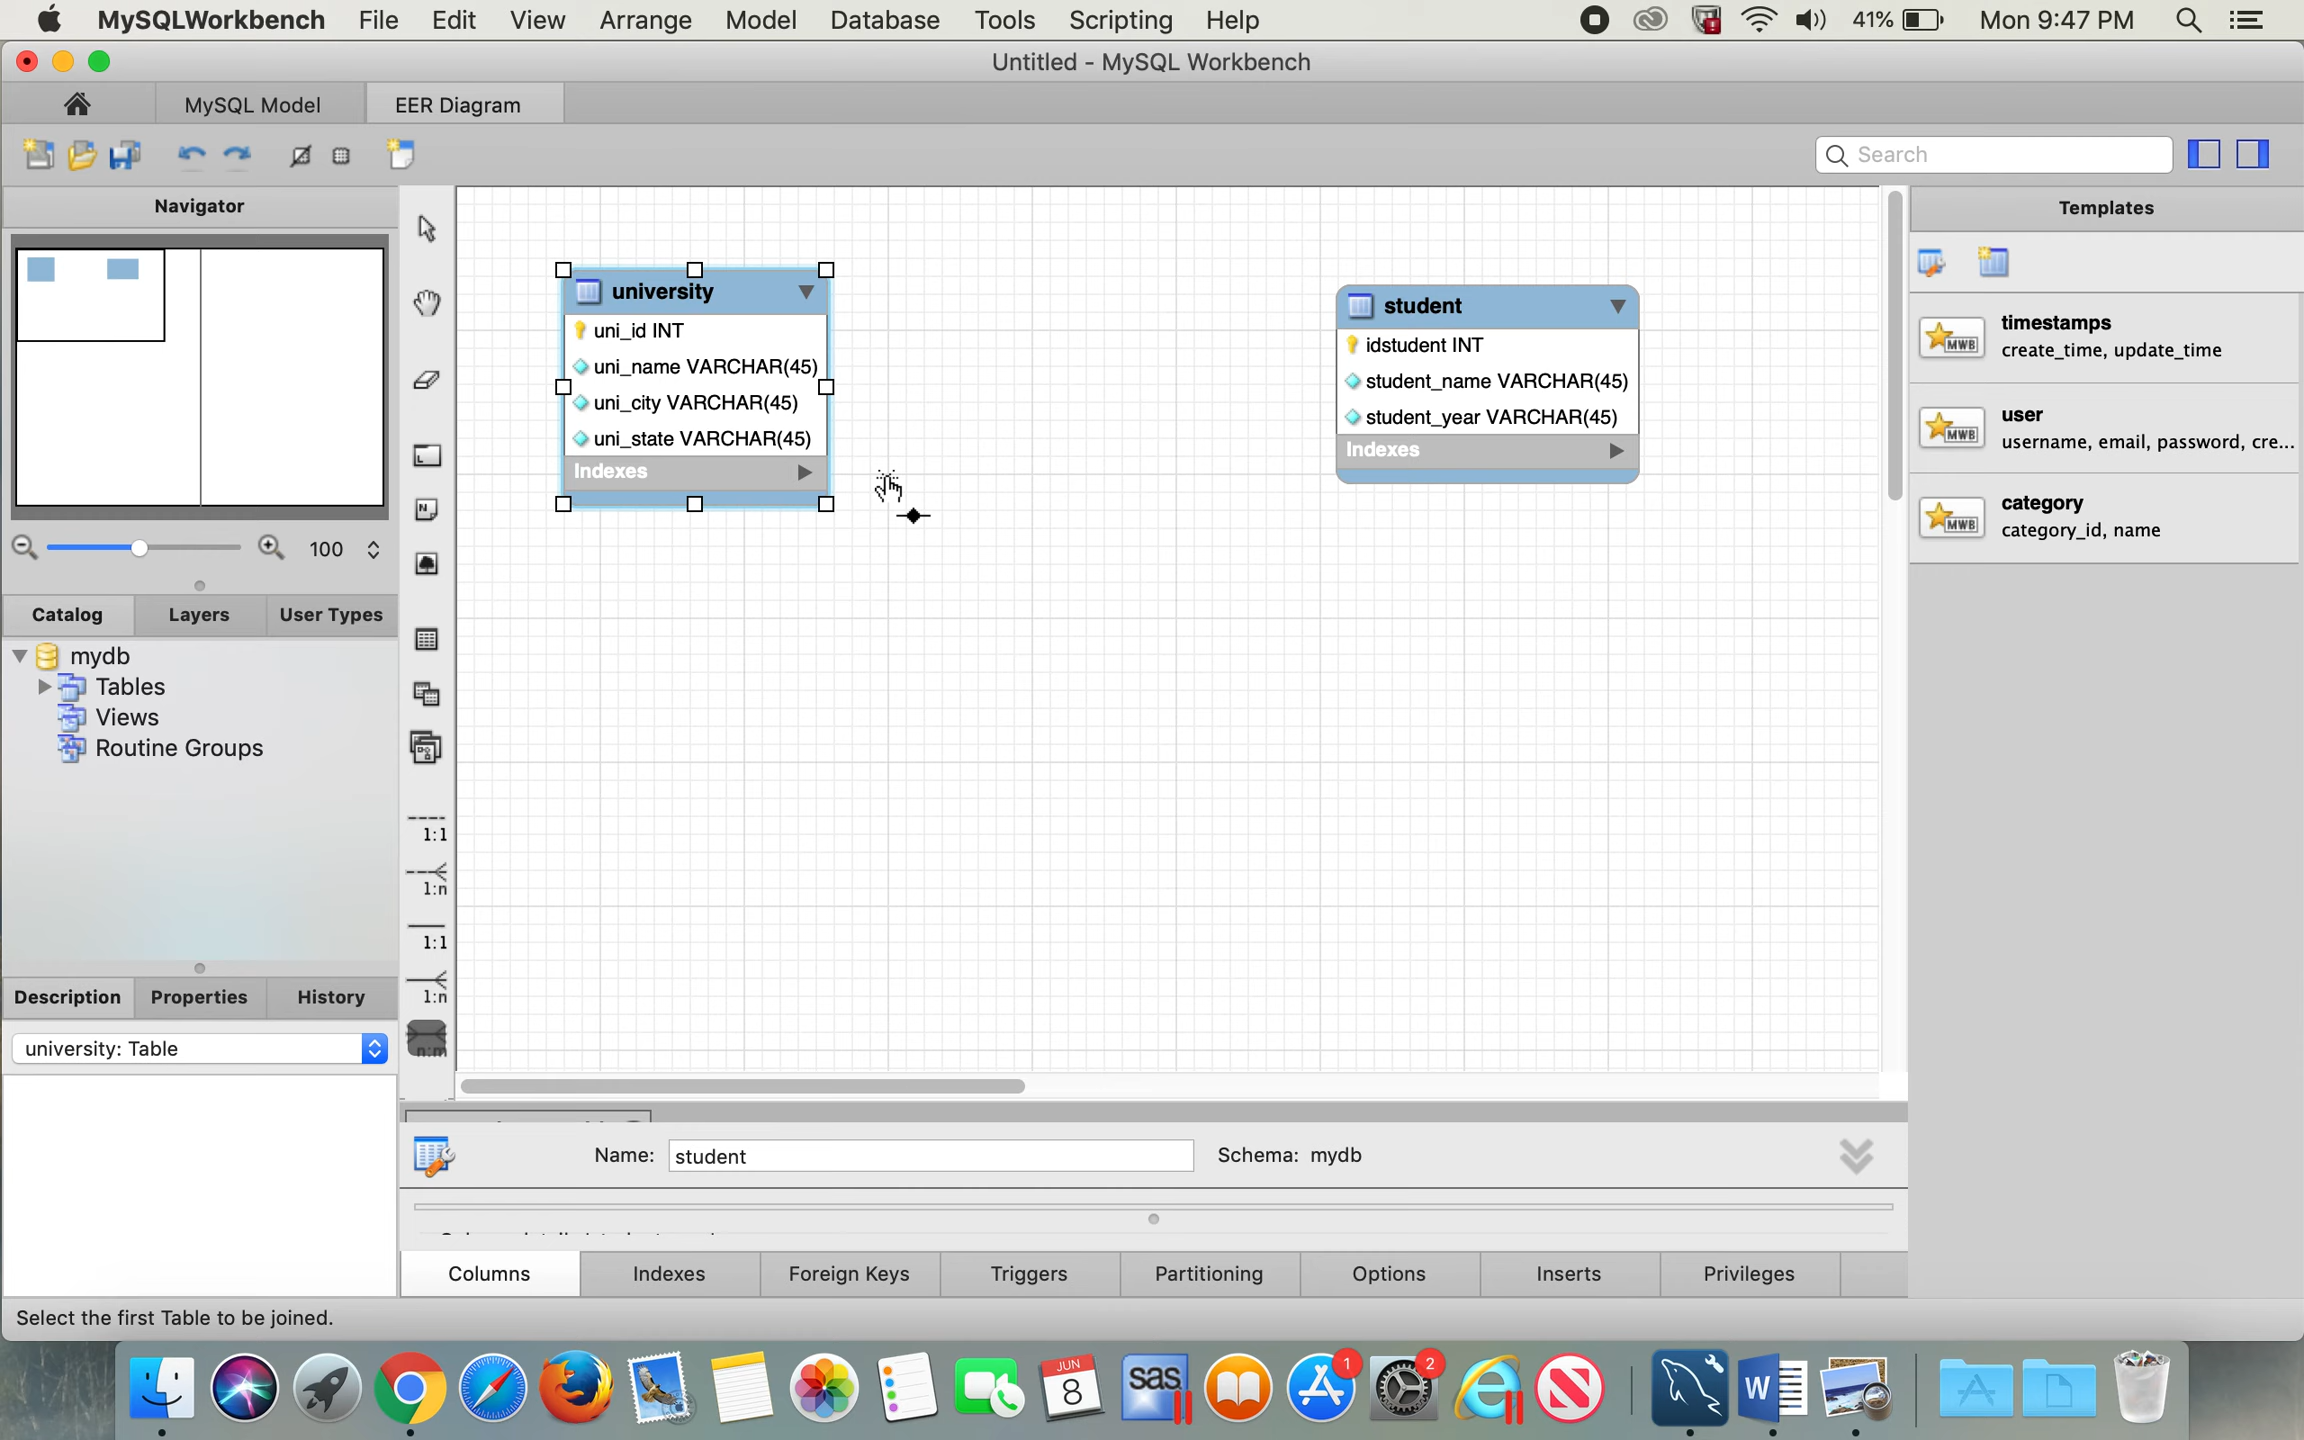 MySQLWorkbench File Edit View Arrange Model Database Tools Scripting Help 41% Mon 9:47 PM
Untitled - MySQL Workbench
MySQL Model EER Diagram
Search
Navigator
Templates
university
uni_id INT
uni_name VARCHAR(45)
uni_city VARCHAR(45)
uni_state VARCHAR(45)
Indexes
student
idstudent INT
student_name VARCHAR(45)
student_year VARCHAR(45)
Indexes
timestamps
create_time, update_time
user
username, email, password, cre...
category
category_id, name
100
Catalog Layers User Types
mydb
Tables
Views
Routine Groups
1:1
1:n
1:1
1:n
n:m
Description Properties History
university: Table
Name: student Schema: mydb
Columns Indexes Foreign Keys Triggers Partitioning Options Inserts Privileges
Select the first Table to be joined.
JUN
8
sas
1
2
W